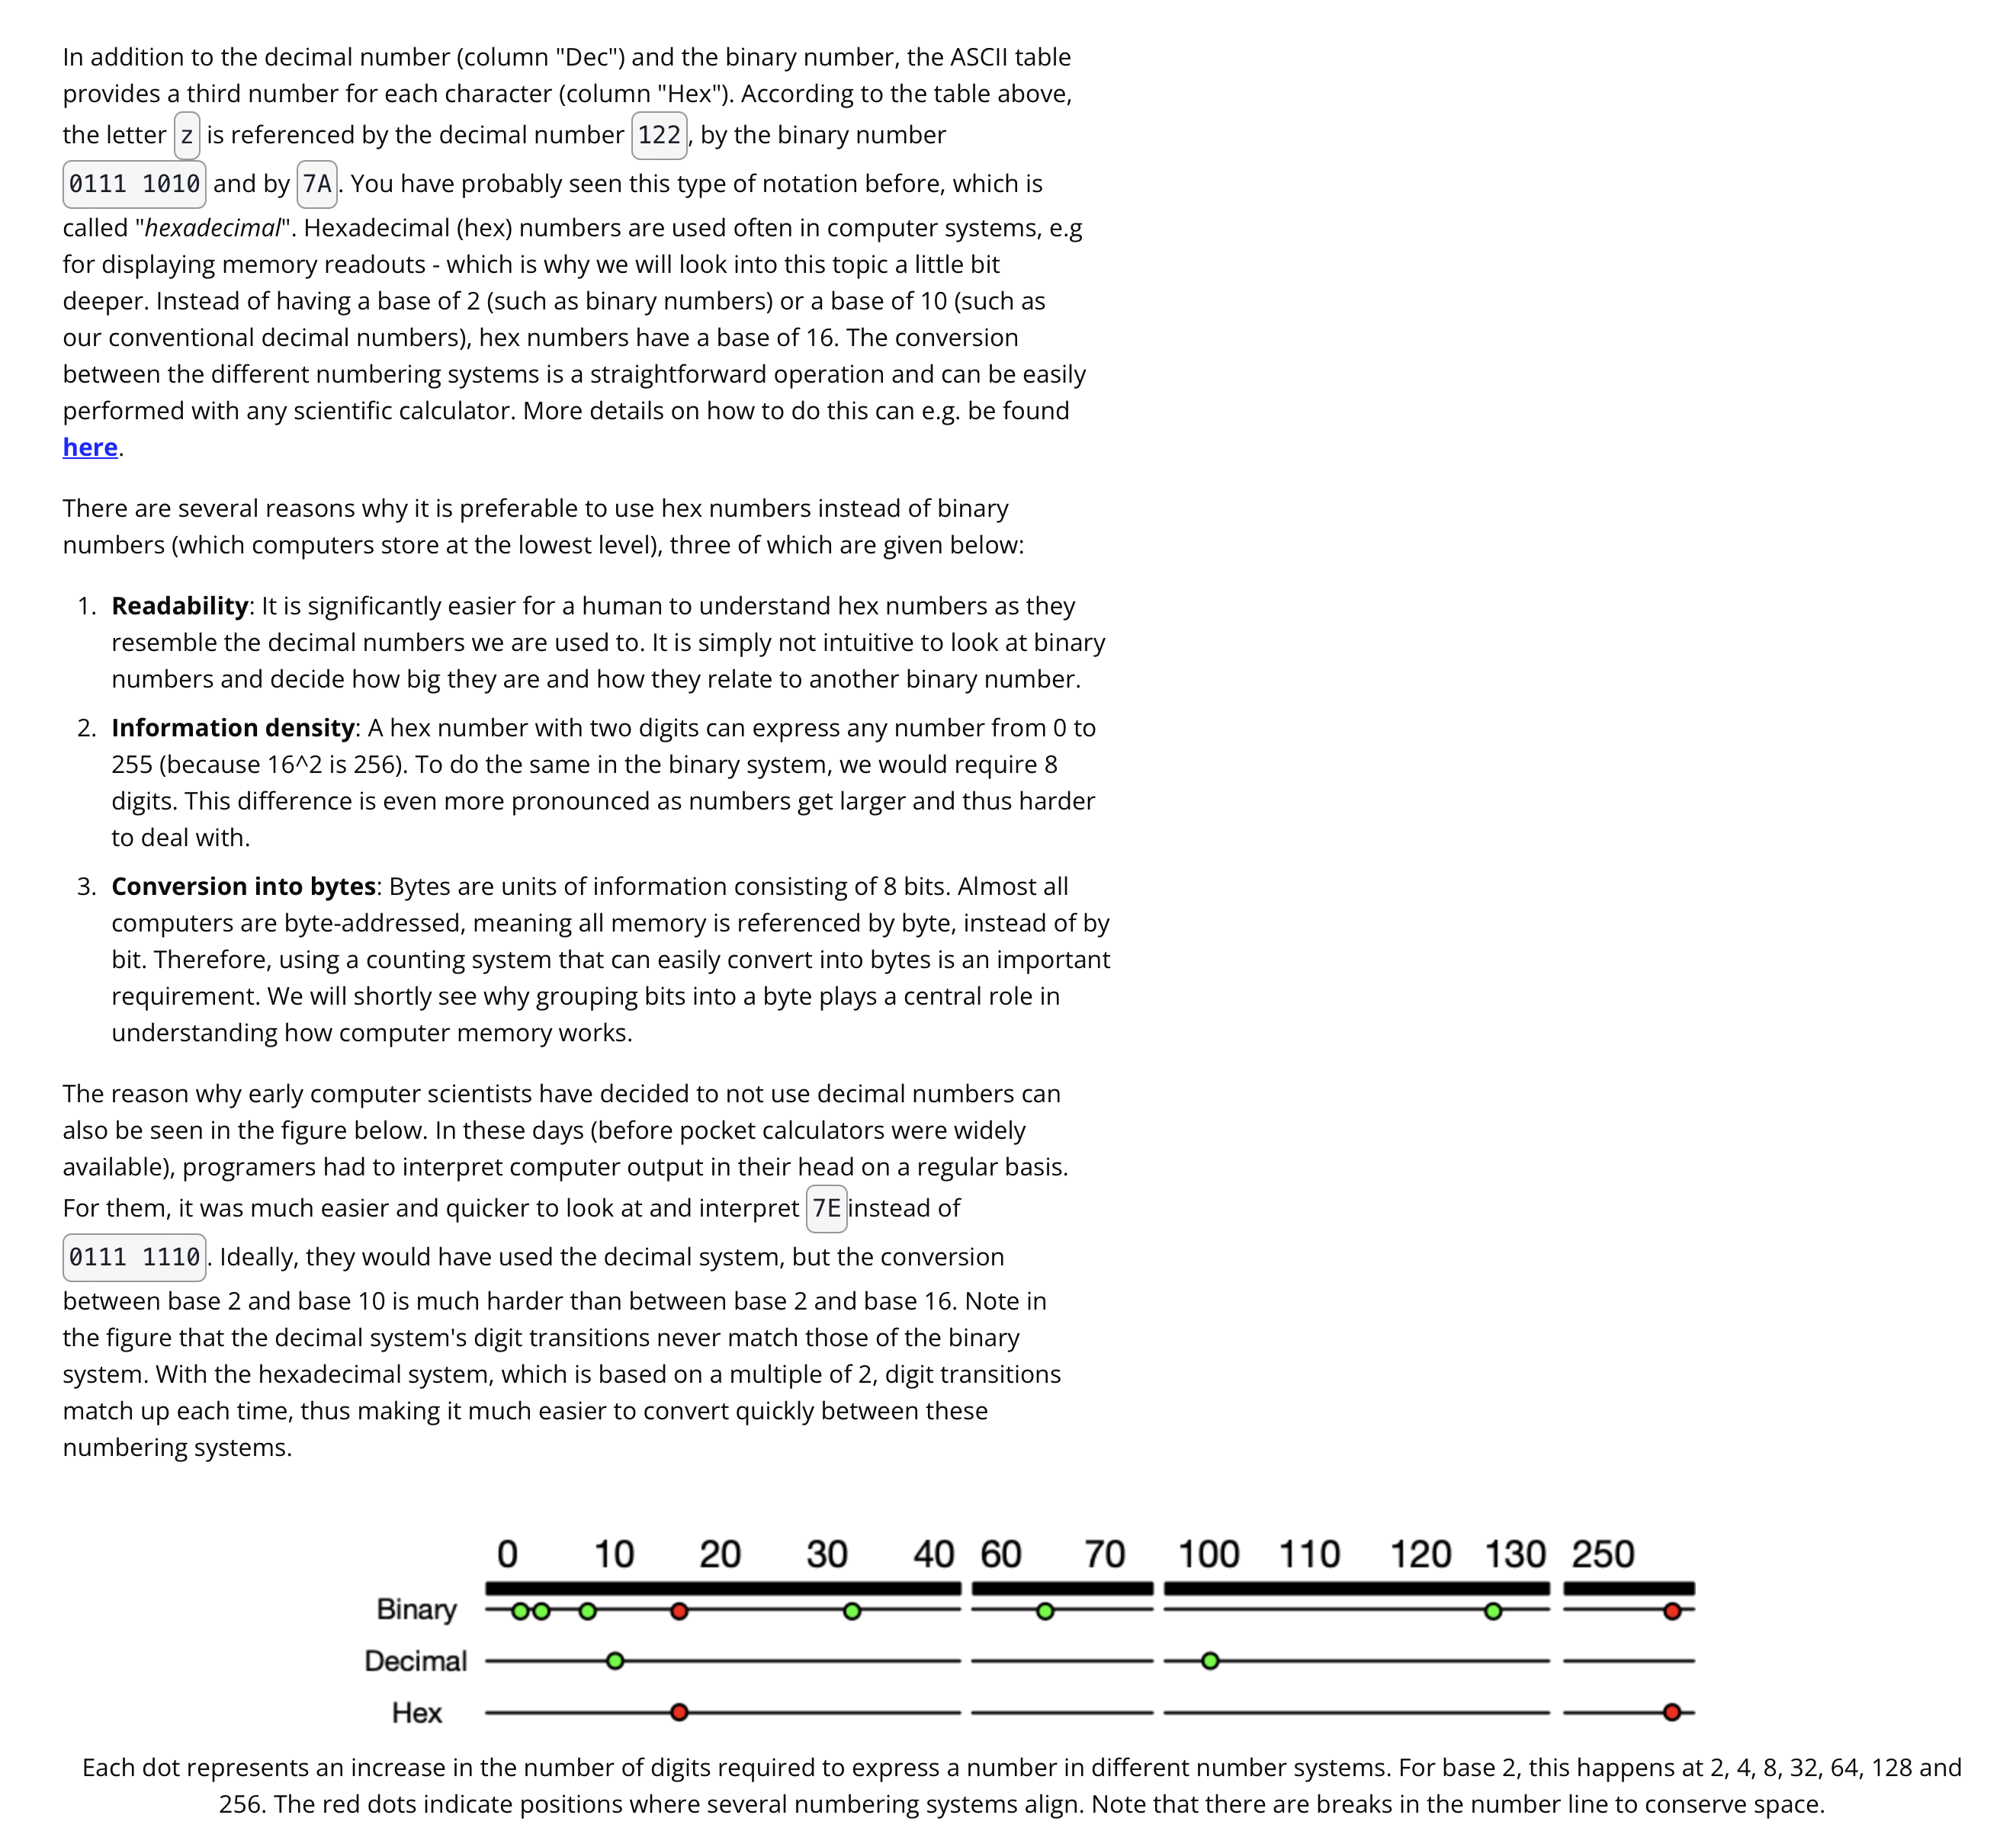 In addition to the decimal number (column "Dec") and the binary number, the ASCII table
provides a third number for each character (column "Hex"). According to the table above,
the letter z is referenced by the decimal number 122, by the binary number
0111 1010 and by 7A. You have probably seen this type of notation before, which is
called "hexadecimal". Hexadecimal (hex) numbers are used often in computer systems, e.g
for displaying memory readouts - which is why we will look into this topic a little bit
deeper. Instead of having a base of 2 (such as binary numbers) or a base of 10 (such as
our conventional decimal numbers), hex numbers have a base of 16. The conversion
between the different numbering systems is a straightforward operation and can be easily
performed with any scientific calculator. More details on how to do this can e.g. be found
here.
There are several reasons why it is preferable to use hex numbers instead of binary
numbers (which computers store at the lowest level), three of which are given below:
1. Readability: It is significantly easier for a human to understand hex numbers as they
resemble the decimal numbers we are used to. It is simply not intuitive to look at binary
numbers and decide how big they are and how they relate to another binary number.
2. Information density: A hex number with two digits can express any number from 0 to
255 (because 16^2 is 256). To do the same in the binary system, we would require 8
digits. This difference is even more pronounced as numbers get larger and thus harder
to deal with.
3. Conversion into bytes: Bytes are units of information consisting of 8 bits. Almost all
computers are byte-addressed, meaning all memory is referenced by byte, instead of by
bit. Therefore, using a counting system that can easily convert into bytes is an important
requirement. We will shortly see why grouping bits into a byte plays a central role in
understanding how computer memory works.
The reason why early computer scientists have decided to not use decimal numbers can
also be seen in the figure below. In these days (before pocket calculators were widely
available), programers had to interpret computer output in their head on a regular basis.
For them, it was much easier and quicker to look at and interpret 7E instead of
0111 1110. Ideally, they would have used the decimal system, but the conversion
between base 2 and base 10 is much harder than between base 2 and base 16. Note in
the figure that the decimal system's digit transitions never match those of the binary
system. With the hexadecimal system, which is based on a multiple of 2, digit transitions
match up each time, thus making it much easier to convert quickly between these
numbering systems.
0 10 20 30 40 60 70 100 110 120 130 250
Binary
Decimal
Hex
Each dot represents an increase in the number of digits required to express a number in different number systems. For base 2, this happens at 2, 4, 8, 32, 64, 128 and
256. The red dots indicate positions where several numbering systems align. Note that there are breaks in the number line to conserve space.